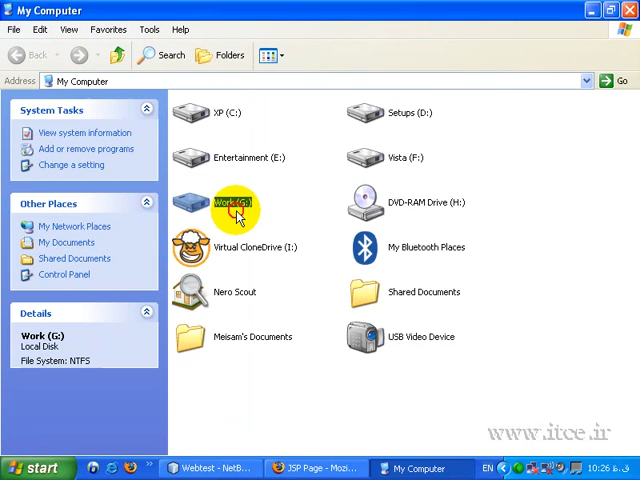 My Computer
File Edit View Favorites Tools Help
Back Search Folders
Address My Computer Go
System Tasks
View system information
Add or remove programs
Change a setting
Other Places
My Network Places
My Documents
Shared Documents
Control Panel
Details
Work (G:)
Local Disk
File System: NTFS
XP (C:) Setups (D:)
Entertainment (E:) Vista (F:)
Work (G:) DVD-RAM Drive (H:)
Virtual CloneDrive (I:) My Bluetooth Places
Nero Scout Shared Documents
Meisam's Documents USB Video Device
www.itce.ir
start Webtest - NetB... JSP Page - Mozi... My Computer EN 10:26 ق.ظ